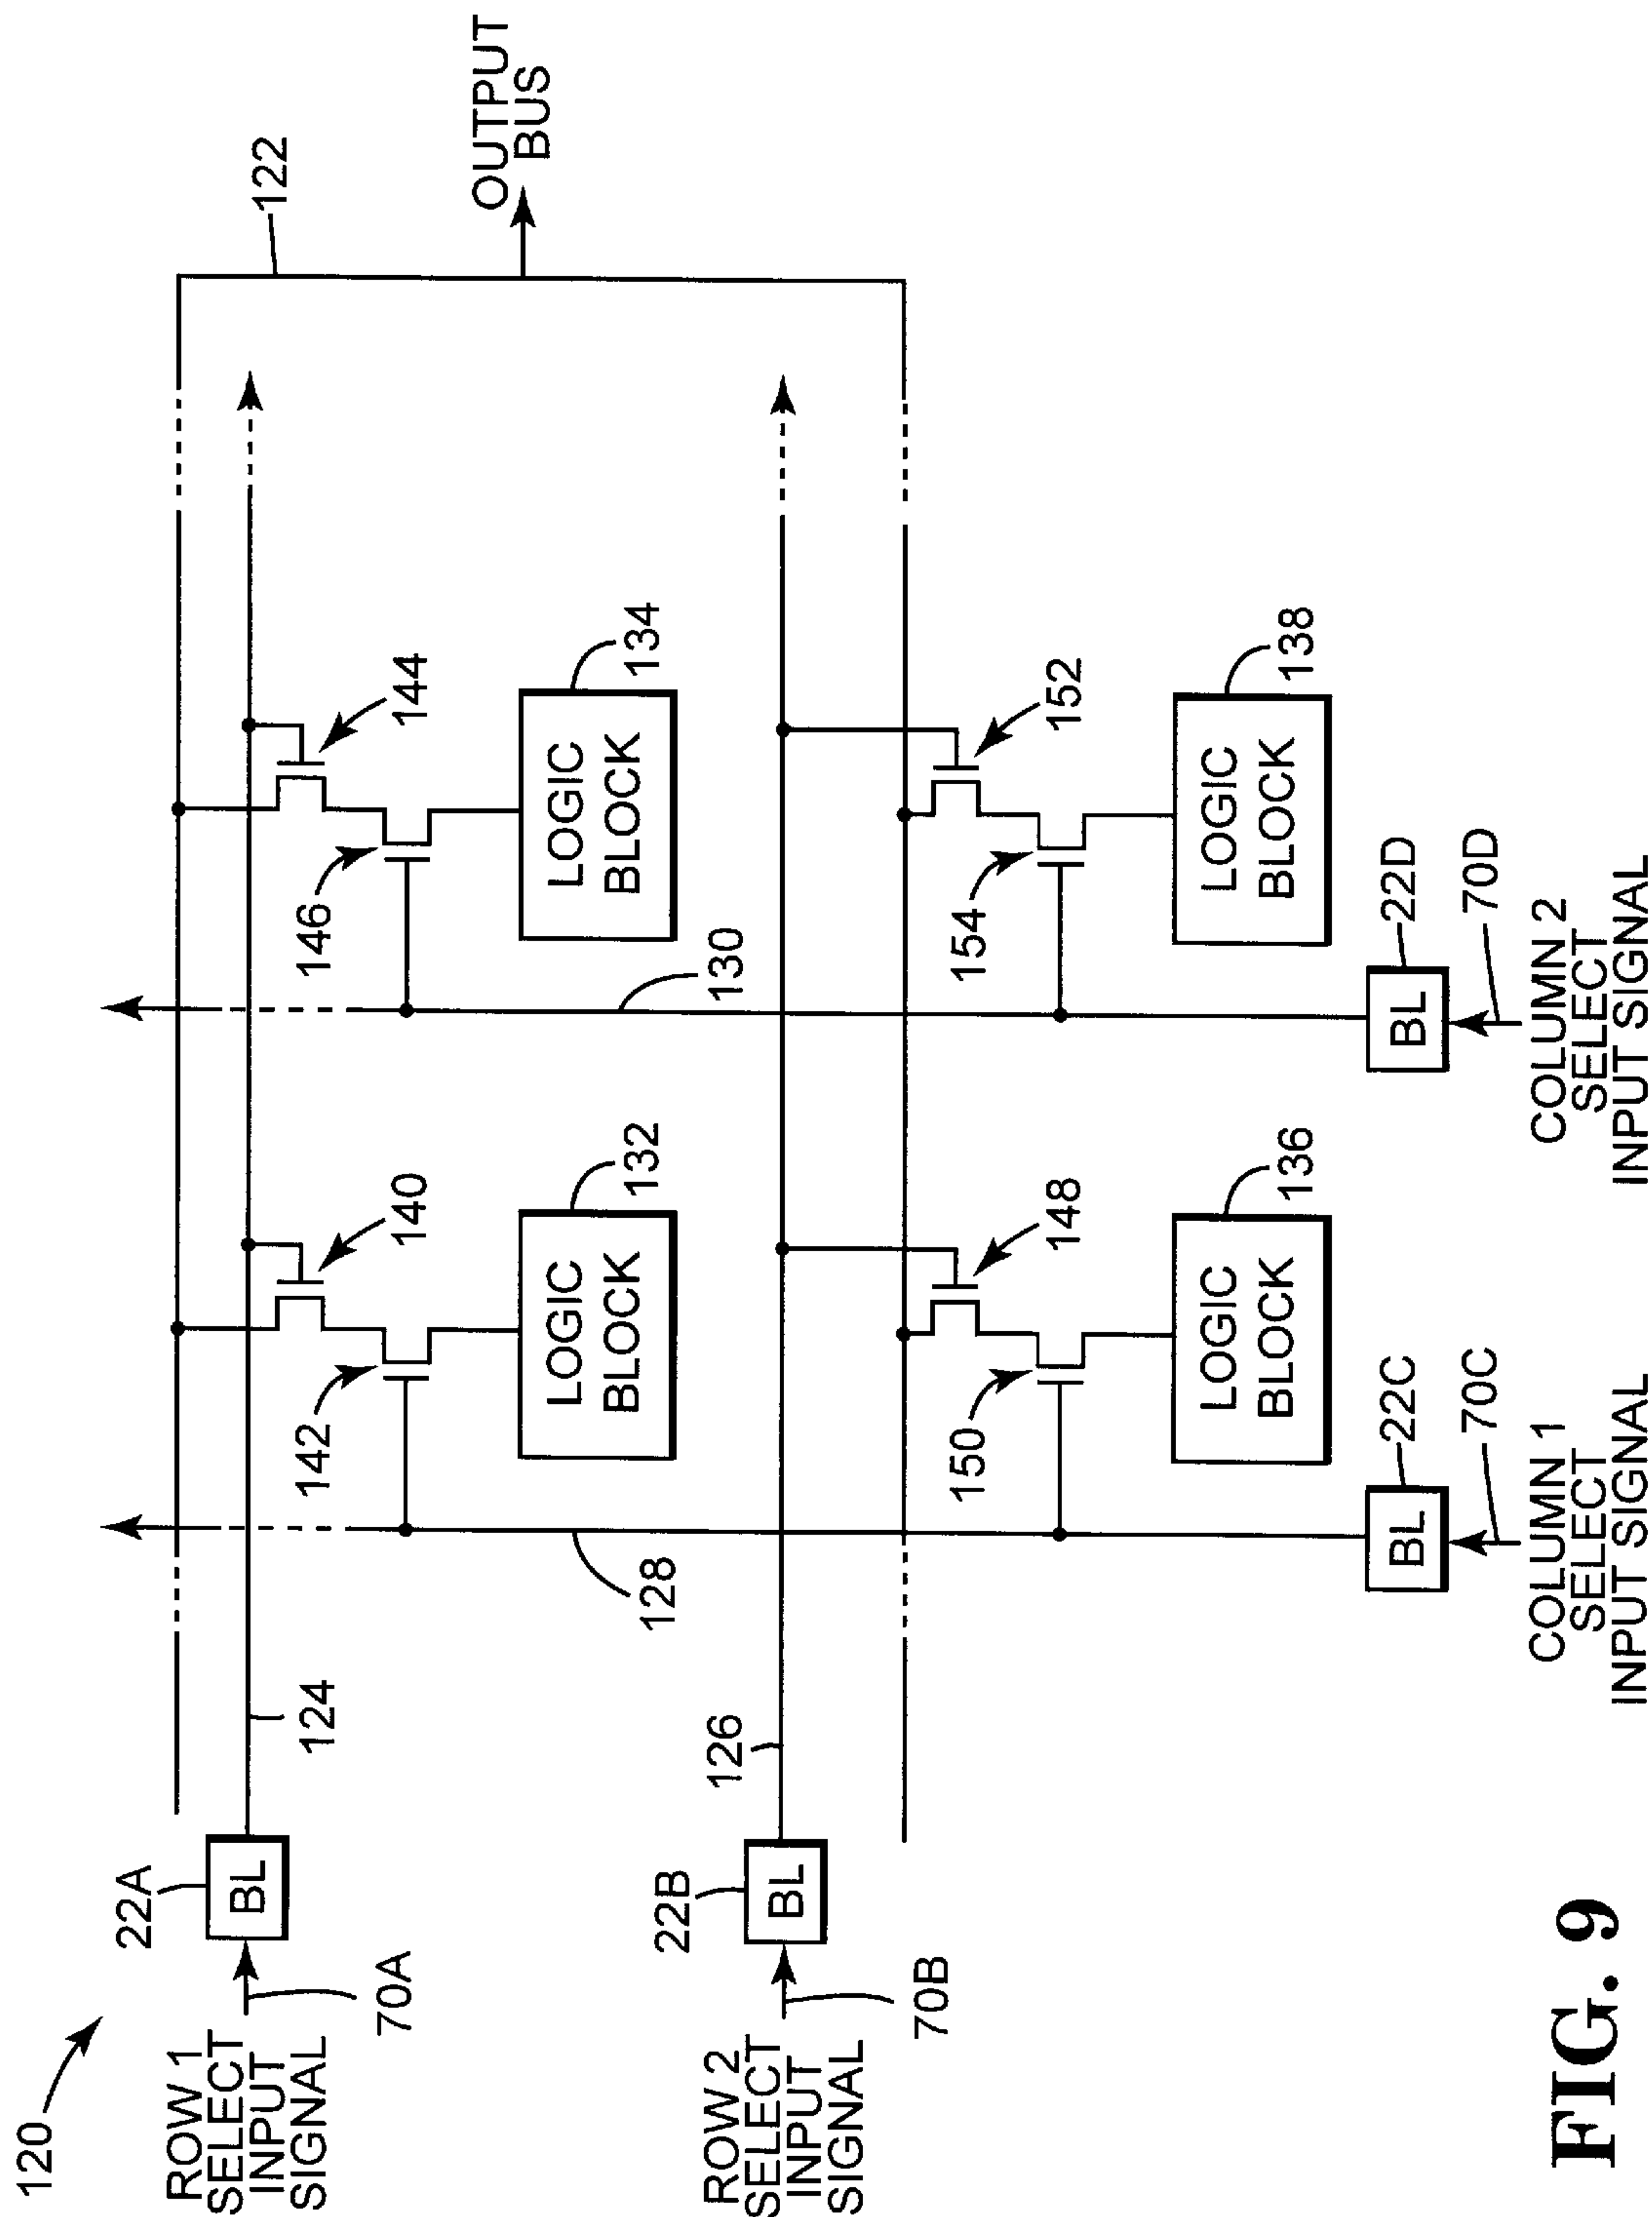 120
ROW 1
SELECT
INPUT
SIGNAL
70A
22A
BL
124
122
OUTPUT
BUS
140
142
LOGIC
BLOCK
132
144
146
LOGIC
BLOCK
134
128
130
ROW 2
SELECT
INPUT
SIGNAL
70B
22B
BL
126
148
150
LOGIC
BLOCK
136
152
154
LOGIC
BLOCK
138
BL
22C
70C
COLUMN 1
SELECT
INPUT SIGNAL
BL
22D
70D
COLUMN 2
SELECT
INPUT SIGNAL
FIG. 9